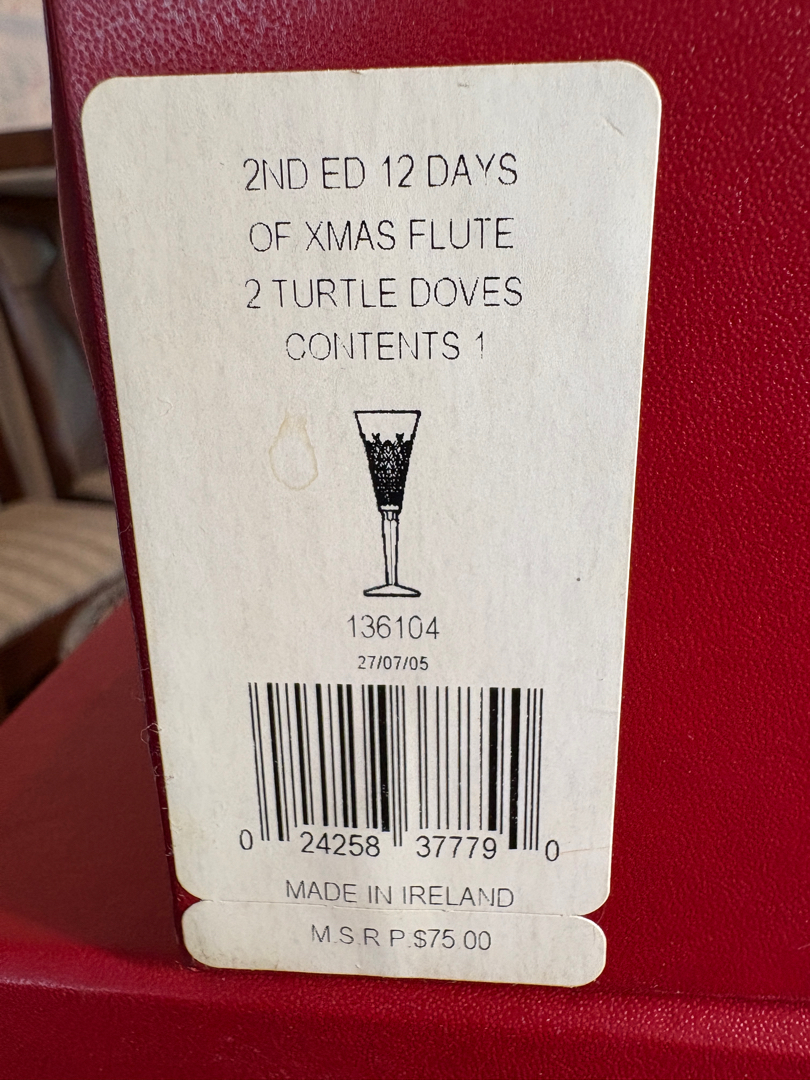 2ND ED 12 DAYS
OF XMAS FLUTE
2 TURTLE DOVES
CONTENTS 1
136104
27/07/05
0 24258 37779 0
MADE IN IRELAND
M.S.R P.$75.00